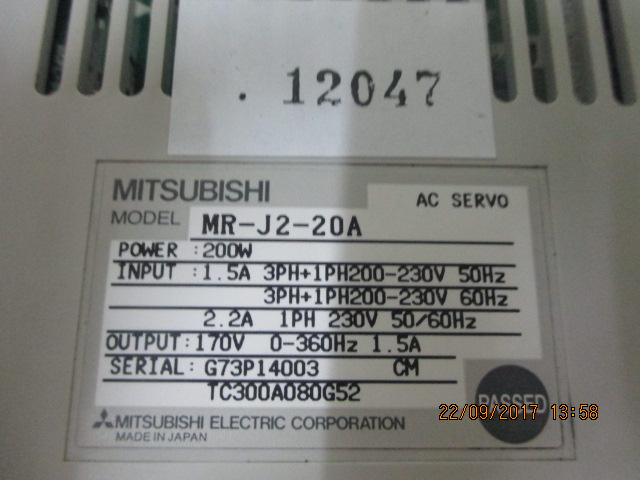 . 12047
MITSUBISHI
AC SERVO
MODEL MR-J2-20A
POWER : 200W
INPUT : 1.5A 3PH+1PH200-230V 50Hz
3PH+1PH200-230V 60Hz
2.2A 1PH 230V 50/60Hz
OUTPUT: 170V 0-360Hz 1.5A
SERIAL: G73P14003 CM
TC300A080G52
PASSED
22/09/2017 13:58
MITSUBISHI ELECTRIC CORPORATION
MADE IN JAPAN